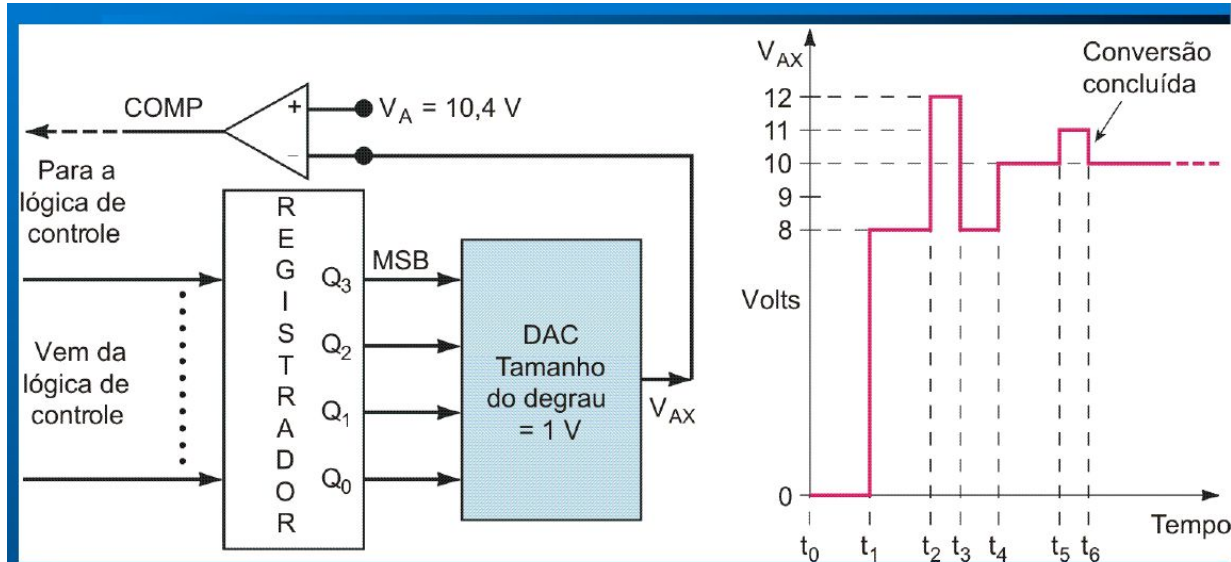 COMP
+
V_A = 10,4 V
–
Para a
lógica de
controle
Vem da
lógica de
controle
R
E
G
I
S
T
R
A
D
O
R
Q3
Q2
Q1
Q0
MSB
DAC
Tamanho
do degrau
= 1 V
V_AX
V_AX
Conversão
concluída
12
11
10
9
8
Volts
0
Tempo
t0 t1 t2 t3 t4 t5 t6